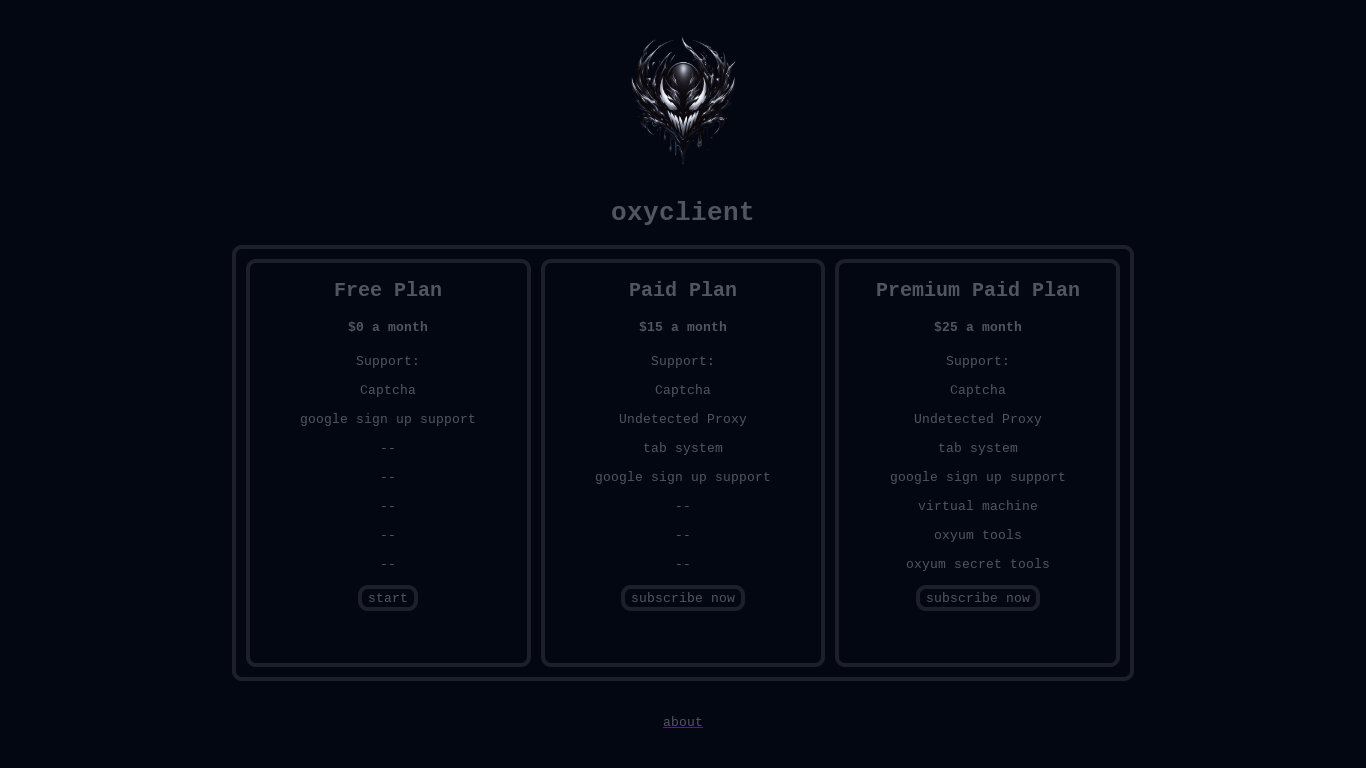 oxyclient
Free Plan
$0 a month
Support:
Captcha
google sign up support
--
--
--
--
--
start
Paid Plan
$15 a month
Support:
Captcha
Undetected Proxy
tab system
google sign up support
--
--
--
subscribe now
Premium Paid Plan
$25 a month
Support:
Captcha
Undetected Proxy
tab system
google sign up support
virtual machine
oxyum tools
oxyum secret tools
subscribe now
about